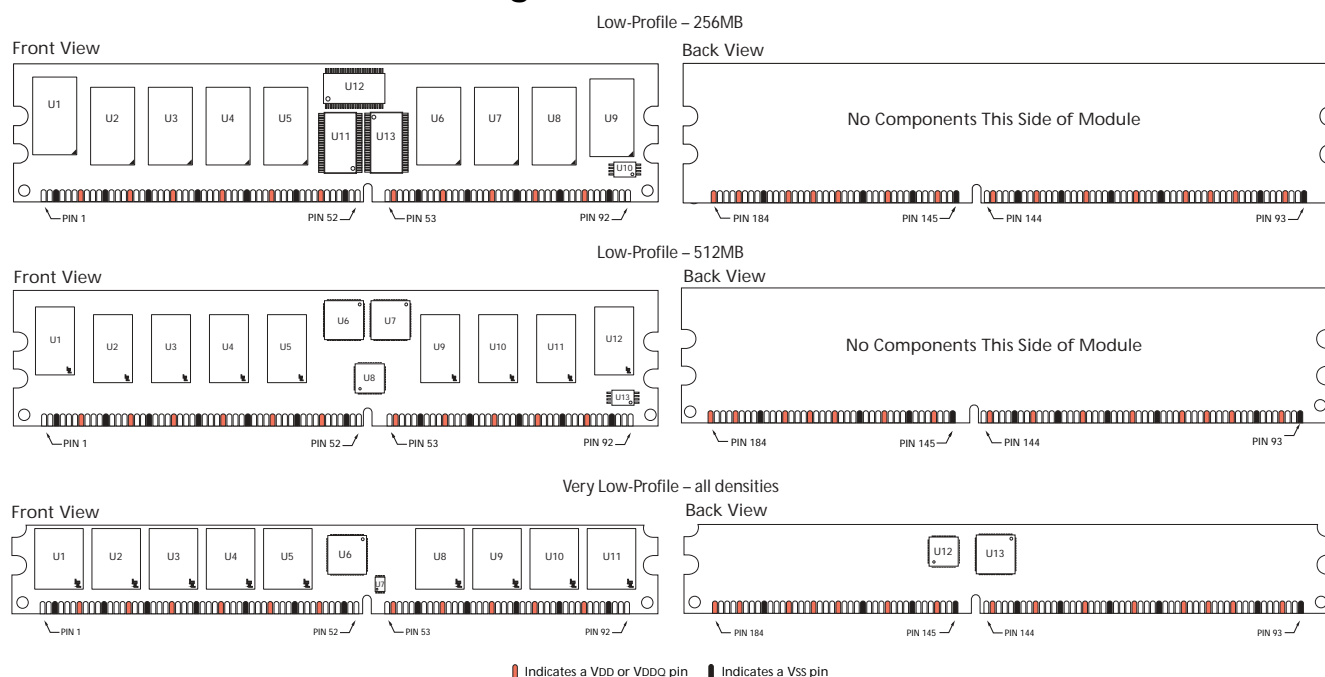 Low-Profile – 256MB
Front View
Back View
U1
U2
U3
U4
U5
U12
U11
U13
U6
U7
U8
U9
U10
No Components This Side of Module
PIN 1
PIN 52
PIN 53
PIN 92
PIN 184
PIN 145
PIN 144
PIN 93
Low-Profile – 512MB
Front View
Back View
U1
U2
U3
U4
U5
U6
U7
U8
U9
U10
U11
U12
U13
No Components This Side of Module
PIN 1
PIN 52
PIN 53
PIN 92
PIN 184
PIN 145
PIN 144
PIN 93
Very Low-Profile – all densities
Front View
Back View
U1
U2
U3
U4
U5
U6
U7
U8
U9
U10
U11
U12
U13
PIN 1
PIN 52
PIN 53
PIN 92
PIN 184
PIN 145
PIN 144
PIN 93
Indicates a VDD or VDDQ pin
Indicates a VSS pin